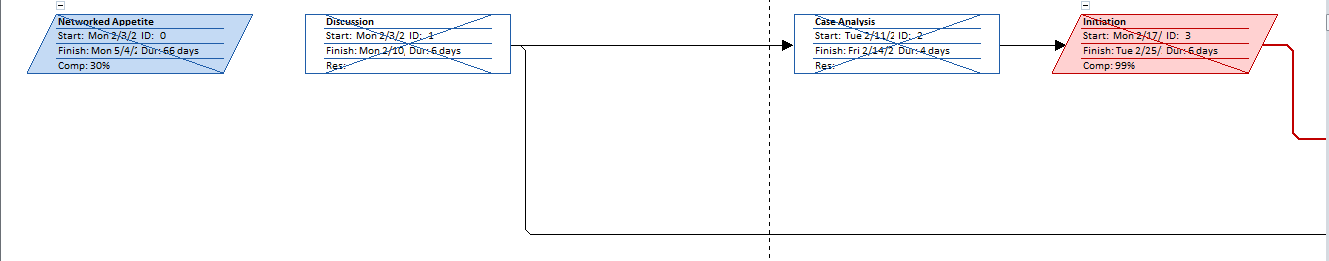 Networked Appetite
Start: Mon 2/3/2 ID: 0
Finish: Mon 5/4/2 Dur: 66 days
Comp: 30%
Discussion
Start: Mon 2/3/2 ID: 1
Finish: Mon 2/10, Dur: 6 days
Res:
Case Analysis
Start: Tue 2/11/2 ID: 2
Finish: Fri 2/14/2 Dur: 4 days
Res:
Initiation
Start: Mon 2/17/ ID: 3
Finish: Tue 2/25/ Dur: 6 days
Comp: 99%